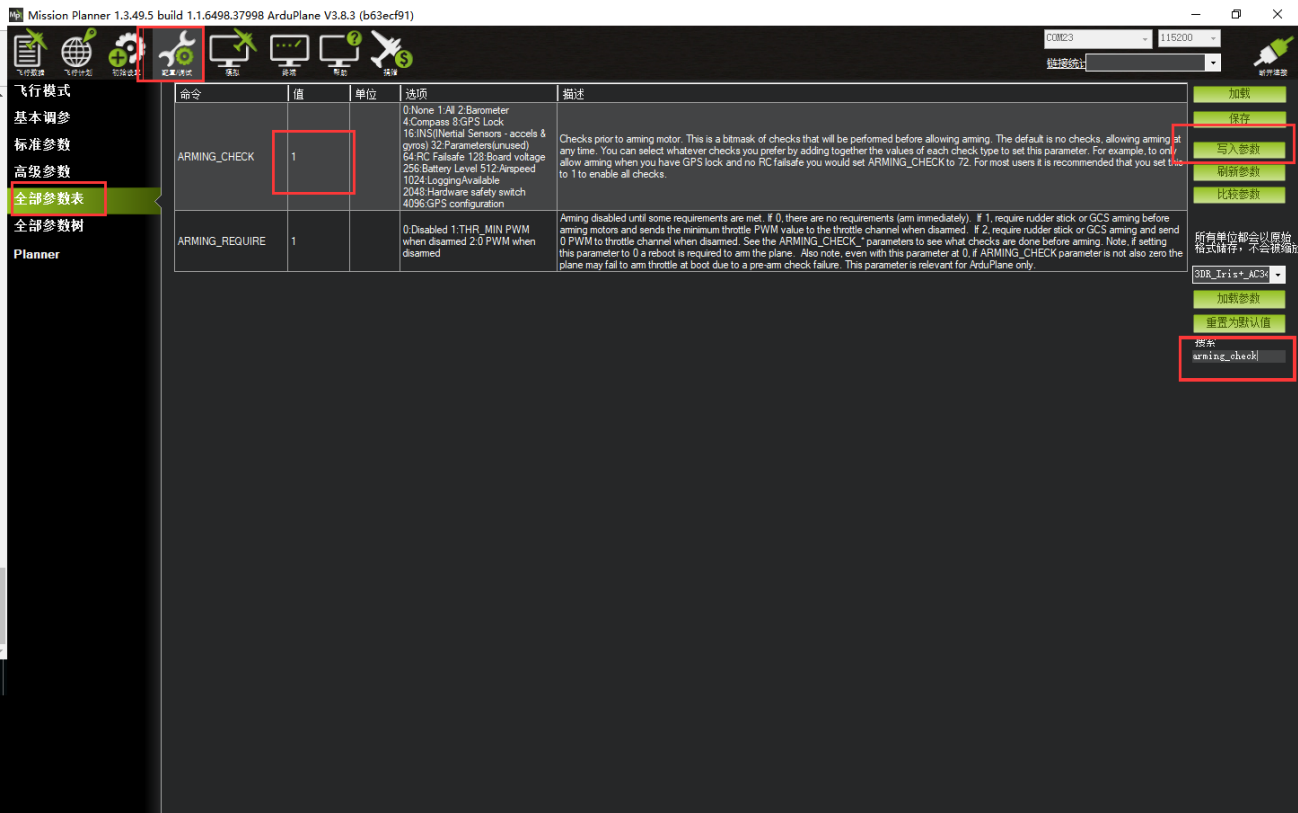 Mission Planner 1.3.49.5 build 1.1.6498.37998 ArduPlane V3.8.3 (b63ecf91)
飞行数据
飞行计划
初始设置
配置/调试
模拟
终端
帮助
捐赠
COM23
115200
链接统计
断开连接
飞行模式
基本调参
标准参数
高级参数
全部参数表
全部参数树
Planner
命令 值 单位 选项 描述
ARMING_CHECK
1
0:None 1:All 2:Barometer
4:Compass 8:GPS Lock
16:INS(INertial Sensors - accels &
gyros) 32:Parameters(unused)
64:RC Failsafe 128:Board voltage
256:Battery Level 512:Airspeed
1024:LoggingAvailable
2048:Hardware safety switch
4096:GPS configuration
Checks prior to arming motor. This is a bitmask of checks that will be performed before allowing arming. The default is no checks, allowing arming at
any time. You can select whatever checks you prefer by adding together the values of each check type to set this parameter. For example, to only
allow arming when you have GPS lock and no RC failsafe you would set ARMING_CHECK to 72. For most users it is recommended that you set this
to 1 to enable all checks.
ARMING_REQUIRE
1
0:Disabled 1:THR_MIN PWM
when disarmed 2:0 PWM when
disarmed
Arming disabled until some requirements are met. If 0, there are no requirements (arm immediately). If 1, require rudder stick or GCS arming before
arming motors and sends the minimum throttle PWM value to the throttle channel when disarmed. If 2, require rudder stick or GCS arming and send
0 PWM to throttle channel when disarmed. See the ARMING_CHECK_* parameters to see what checks are done before arming. Note, if setting
this parameter to 0 a reboot is required to arm the plane. Also note, even with this parameter at 0, if ARMING_CHECK parameter is not also zero the
plane may fail to arm throttle at boot due to a pre-arm check failure. This parameter is relevant for ArduPlane only.
加载
保存
写入参数
刷新参数
比较参数
所有单位都会以原始
格式储存，不会被缩放
3DR_Iris+_AC34
加载参数
重置为默认值
搜索
arming_check